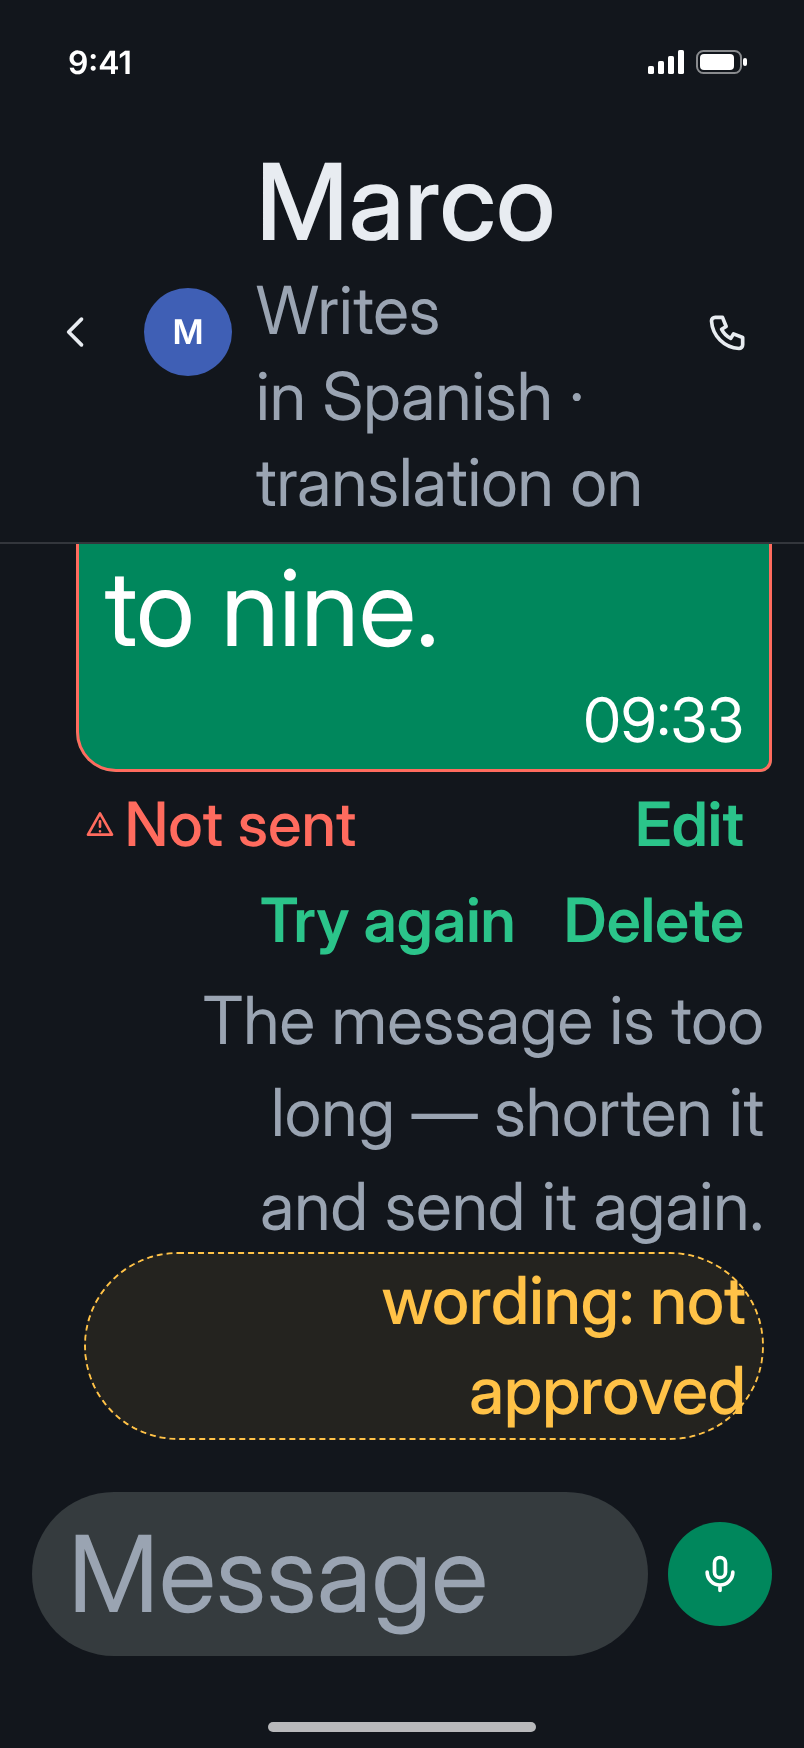 9:41
Marco
M
Writes
in Spanish ·
translation on
to nine.
09:33
Not sent
Edit
Try again
Delete
The message is too
long — shorten it
and send it again.
wording: not
approved
Message